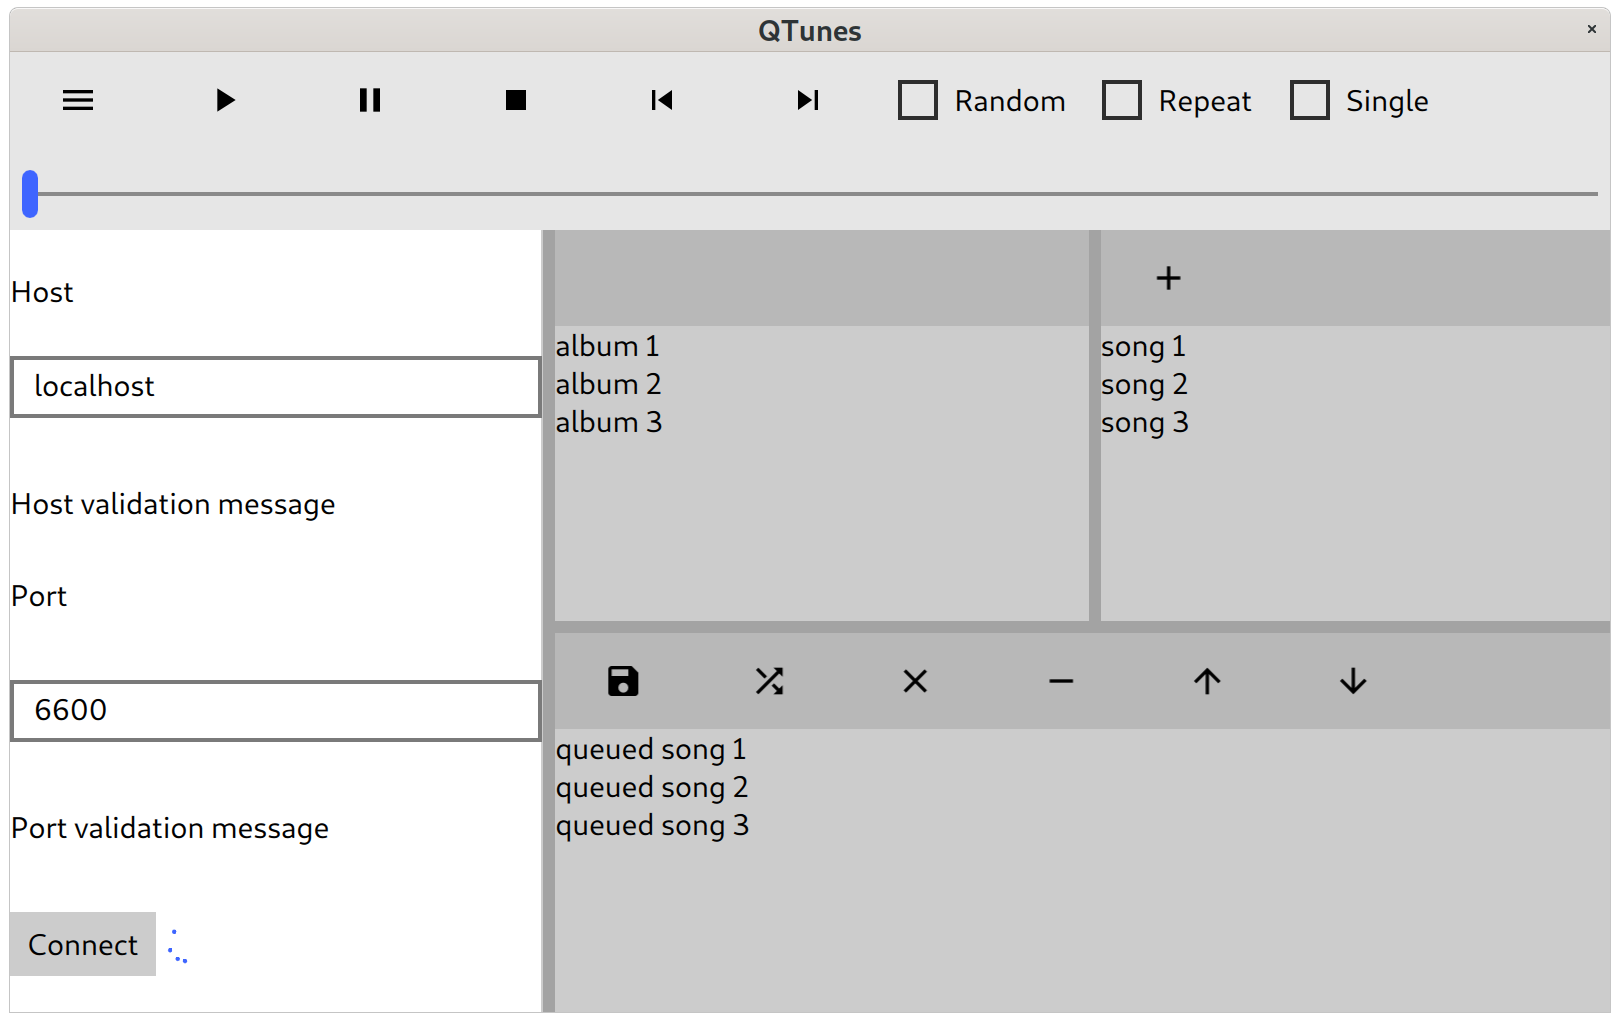 QTunes
Random
Repeat
Single
Host
localhost
Host validation message
Port
6600
Port validation message
Connect
album 1
album 2
album 3
song 1
song 2
song 3
queued song 1
queued song 2
queued song 3